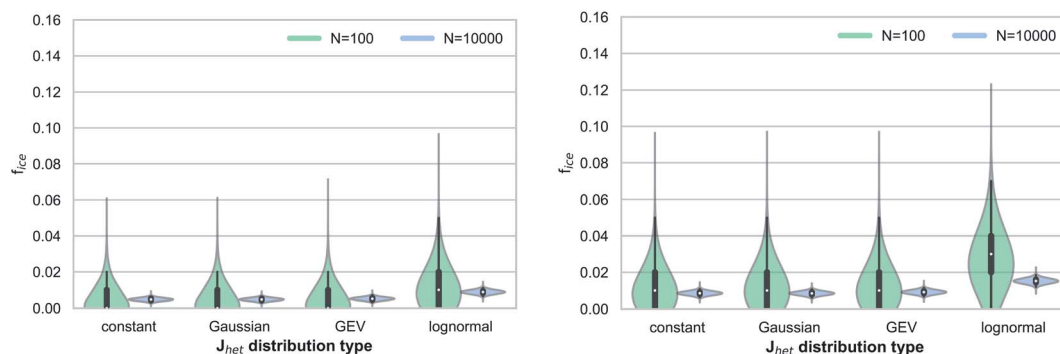 0.16
0.14
0.12
0.10
0.08
0.06
0.04
0.02
0.00
f_ice
N=100 N=10000
constant Gaussian GEV lognormal
J_het distribution type
0.16
0.14
0.12
0.10
0.08
0.06
0.04
0.02
0.00
f_ice
N=100 N=10000
constant Gaussian GEV lognormal
J_het distribution type